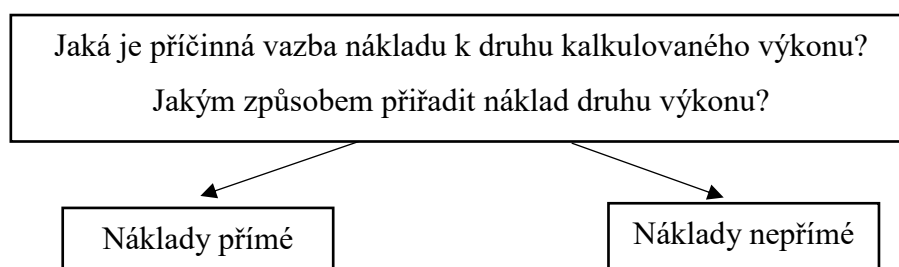 Jaká je příčinná vazba nákladu k druhu kalkulovaného výkonu?
Jakým způsobem přiřadit náklad druhu výkonu?
Náklady přímé
Náklady nepřímé